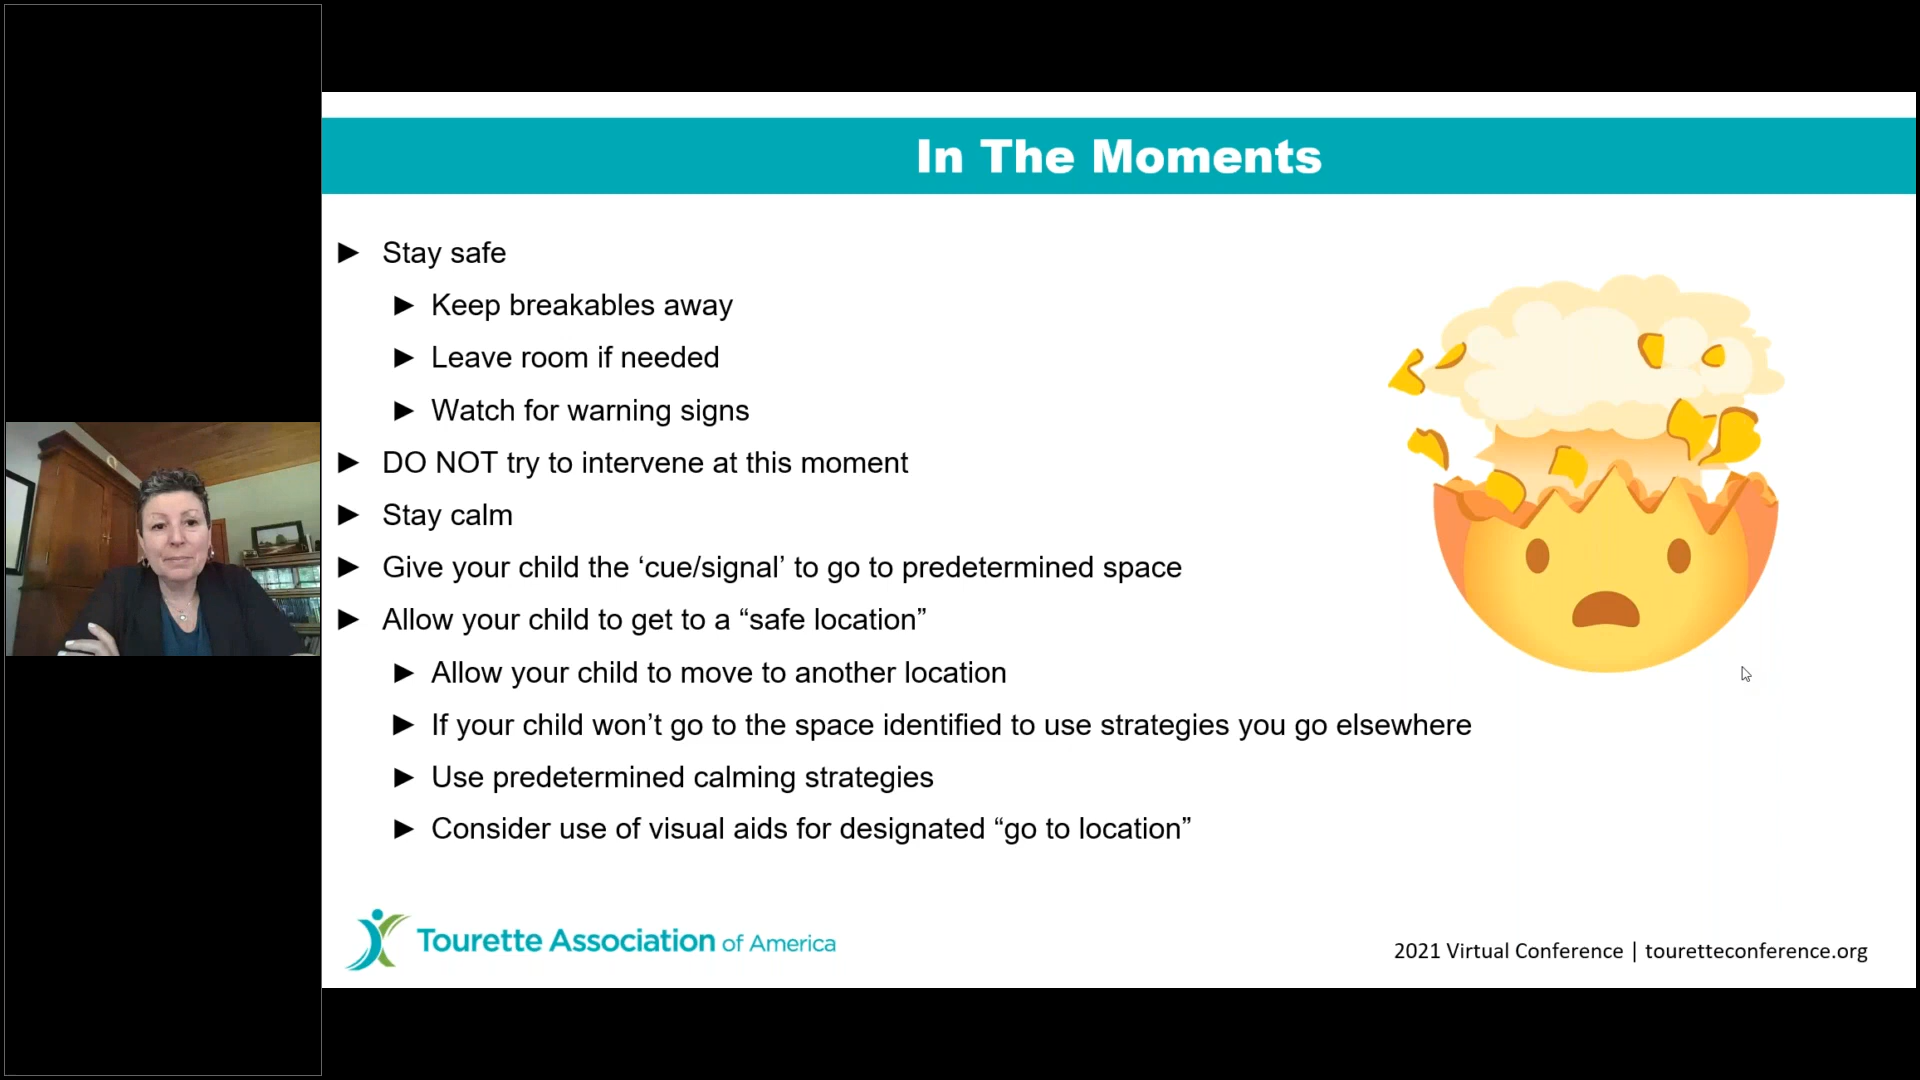 In The Moments
► Stay safe
► Keep breakables away
► Leave room if needed
► Watch for warning signs
► DO NOT try to intervene at this moment
► Stay calm
► Give your child the ‘cue/signal’ to go to predetermined space
► Allow your child to get to a “safe location”
► Allow your child to move to another location
► If your child won’t go to the space identified to use strategies you go elsewhere
► Use predetermined calming strategies
► Consider use of visual aids for designated “go to location”
Tourette Association of America
2021 Virtual Conference | touretteconference.org